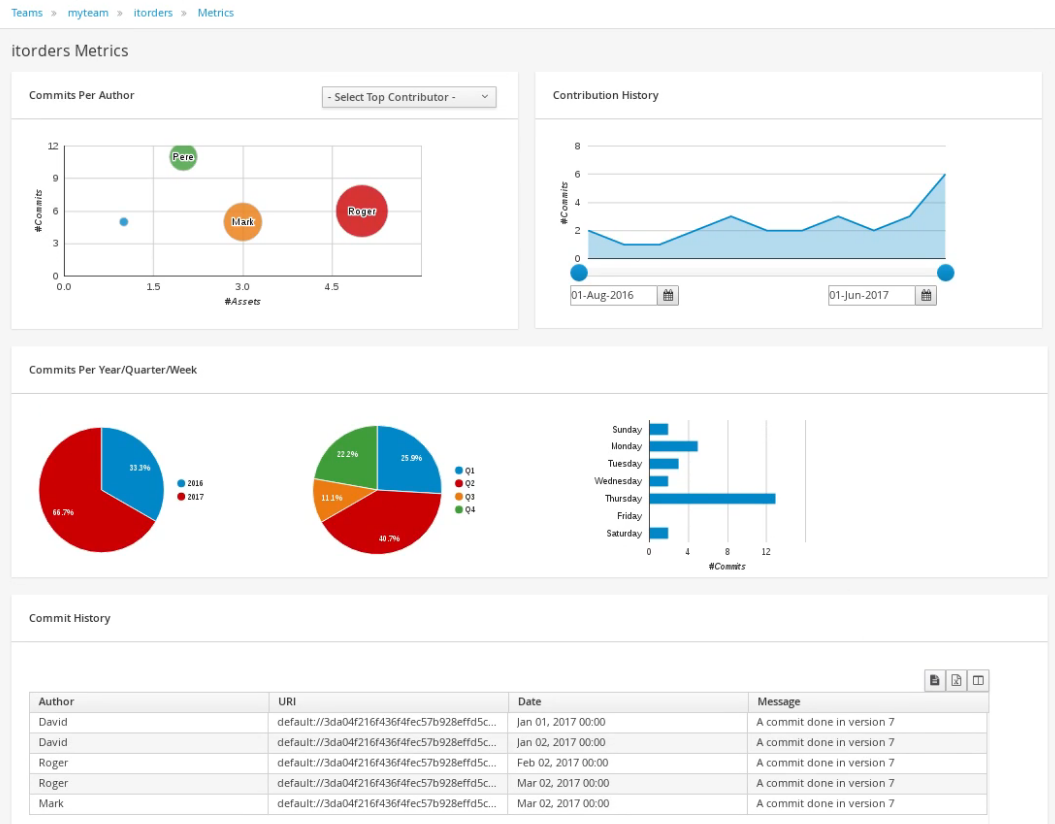 Teams » myteam » itorders » Metrics
itorders Metrics
Commits Per Author
- Select Top Contributor -
#Commits
12
9
6
3
0
0.0 1.5 3.0 4.5
#Assets
Pere
Mark
Roger
Contribution History
#Commits
8
6
4
2
0
01-Aug-2016
01-Jun-2017
Commits Per Year/Quarter/Week
33.3%
66.7%
2016
2017
22.2%
25.9%
11.1%
40.7%
Q1
Q2
Q3
Q4
Sunday
Monday
Tuesday
Wednesday
Thursday
Friday
Saturday
0 4 8 12
#Commits
Commit History
Author URI Date Message
David default://3da04f216f436f4fec57b928effd5c... Jan 01, 2017 00:00 A commit done in version 7
David default://3da04f216f436f4fec57b928effd5c... Jan 02, 2017 00:00 A commit done in version 7
Roger default://3da04f216f436f4fec57b928effd5c... Feb 02, 2017 00:00 A commit done in version 7
Roger default://3da04f216f436f4fec57b928effd5c... Mar 02, 2017 00:00 A commit done in version 7
Mark default://3da04f216f436f4fec57b928effd5c... Mar 02, 2017 00:00 A commit done in version 7